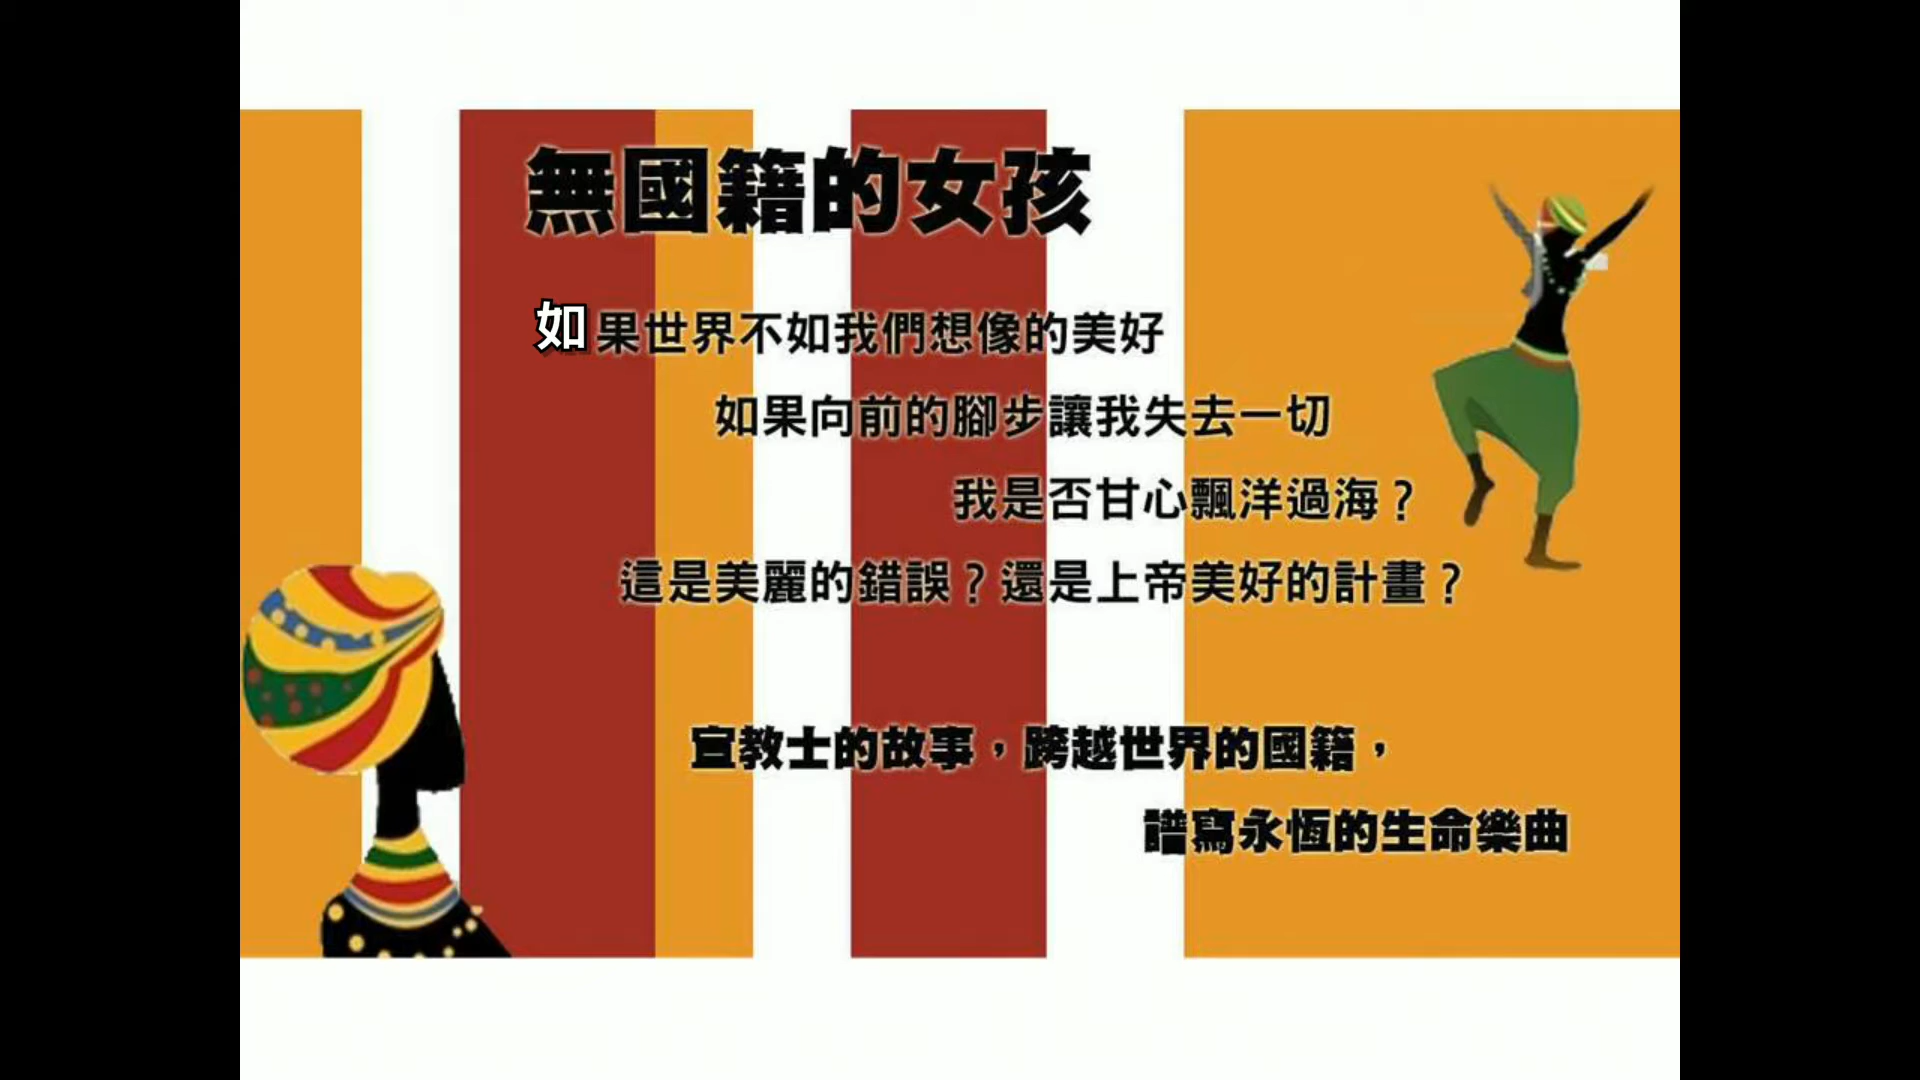 無國籍的女孩
如果世界不如我們想像的美好
如果向前的腳步讓我失去一切
我是否甘心飄洋過海？
這是美麗的錯誤？還是上帝美好的計畫？
宣教士的故事，跨越世界的國籍，
譜寫永恆的生命樂曲